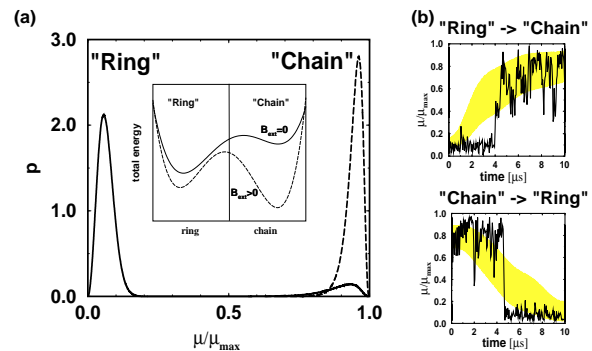 (a)
3.0
2.0
1.0
0.0
p
"Ring"
"Chain"
total energy
"Ring"
"Chain"
B_ext=0
B_ext>0
ring
chain
0.0
0.5
1.0
μ/μ_max
(b)
"Ring" -> "Chain"
μ/μ_max
1.0
0.8
0.6
0.4
0.2
0.0
0
2
4
6
8
10
time [μs]
"Chain" -> "Ring"
μ/μ_max
1.0
0.8
0.6
0.4
0.2
0.0
0
2
4
6
8
10
time [μs]